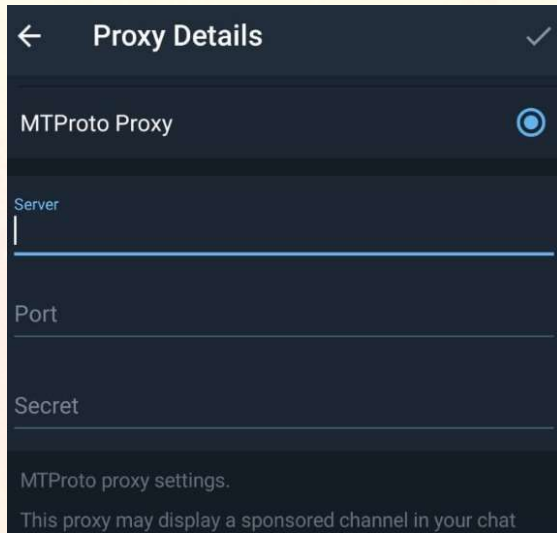 Proxy Details
MTProto Proxy
Server
Port
Secret
MTProto proxy settings.
This proxy may display a sponsored channel in your chat